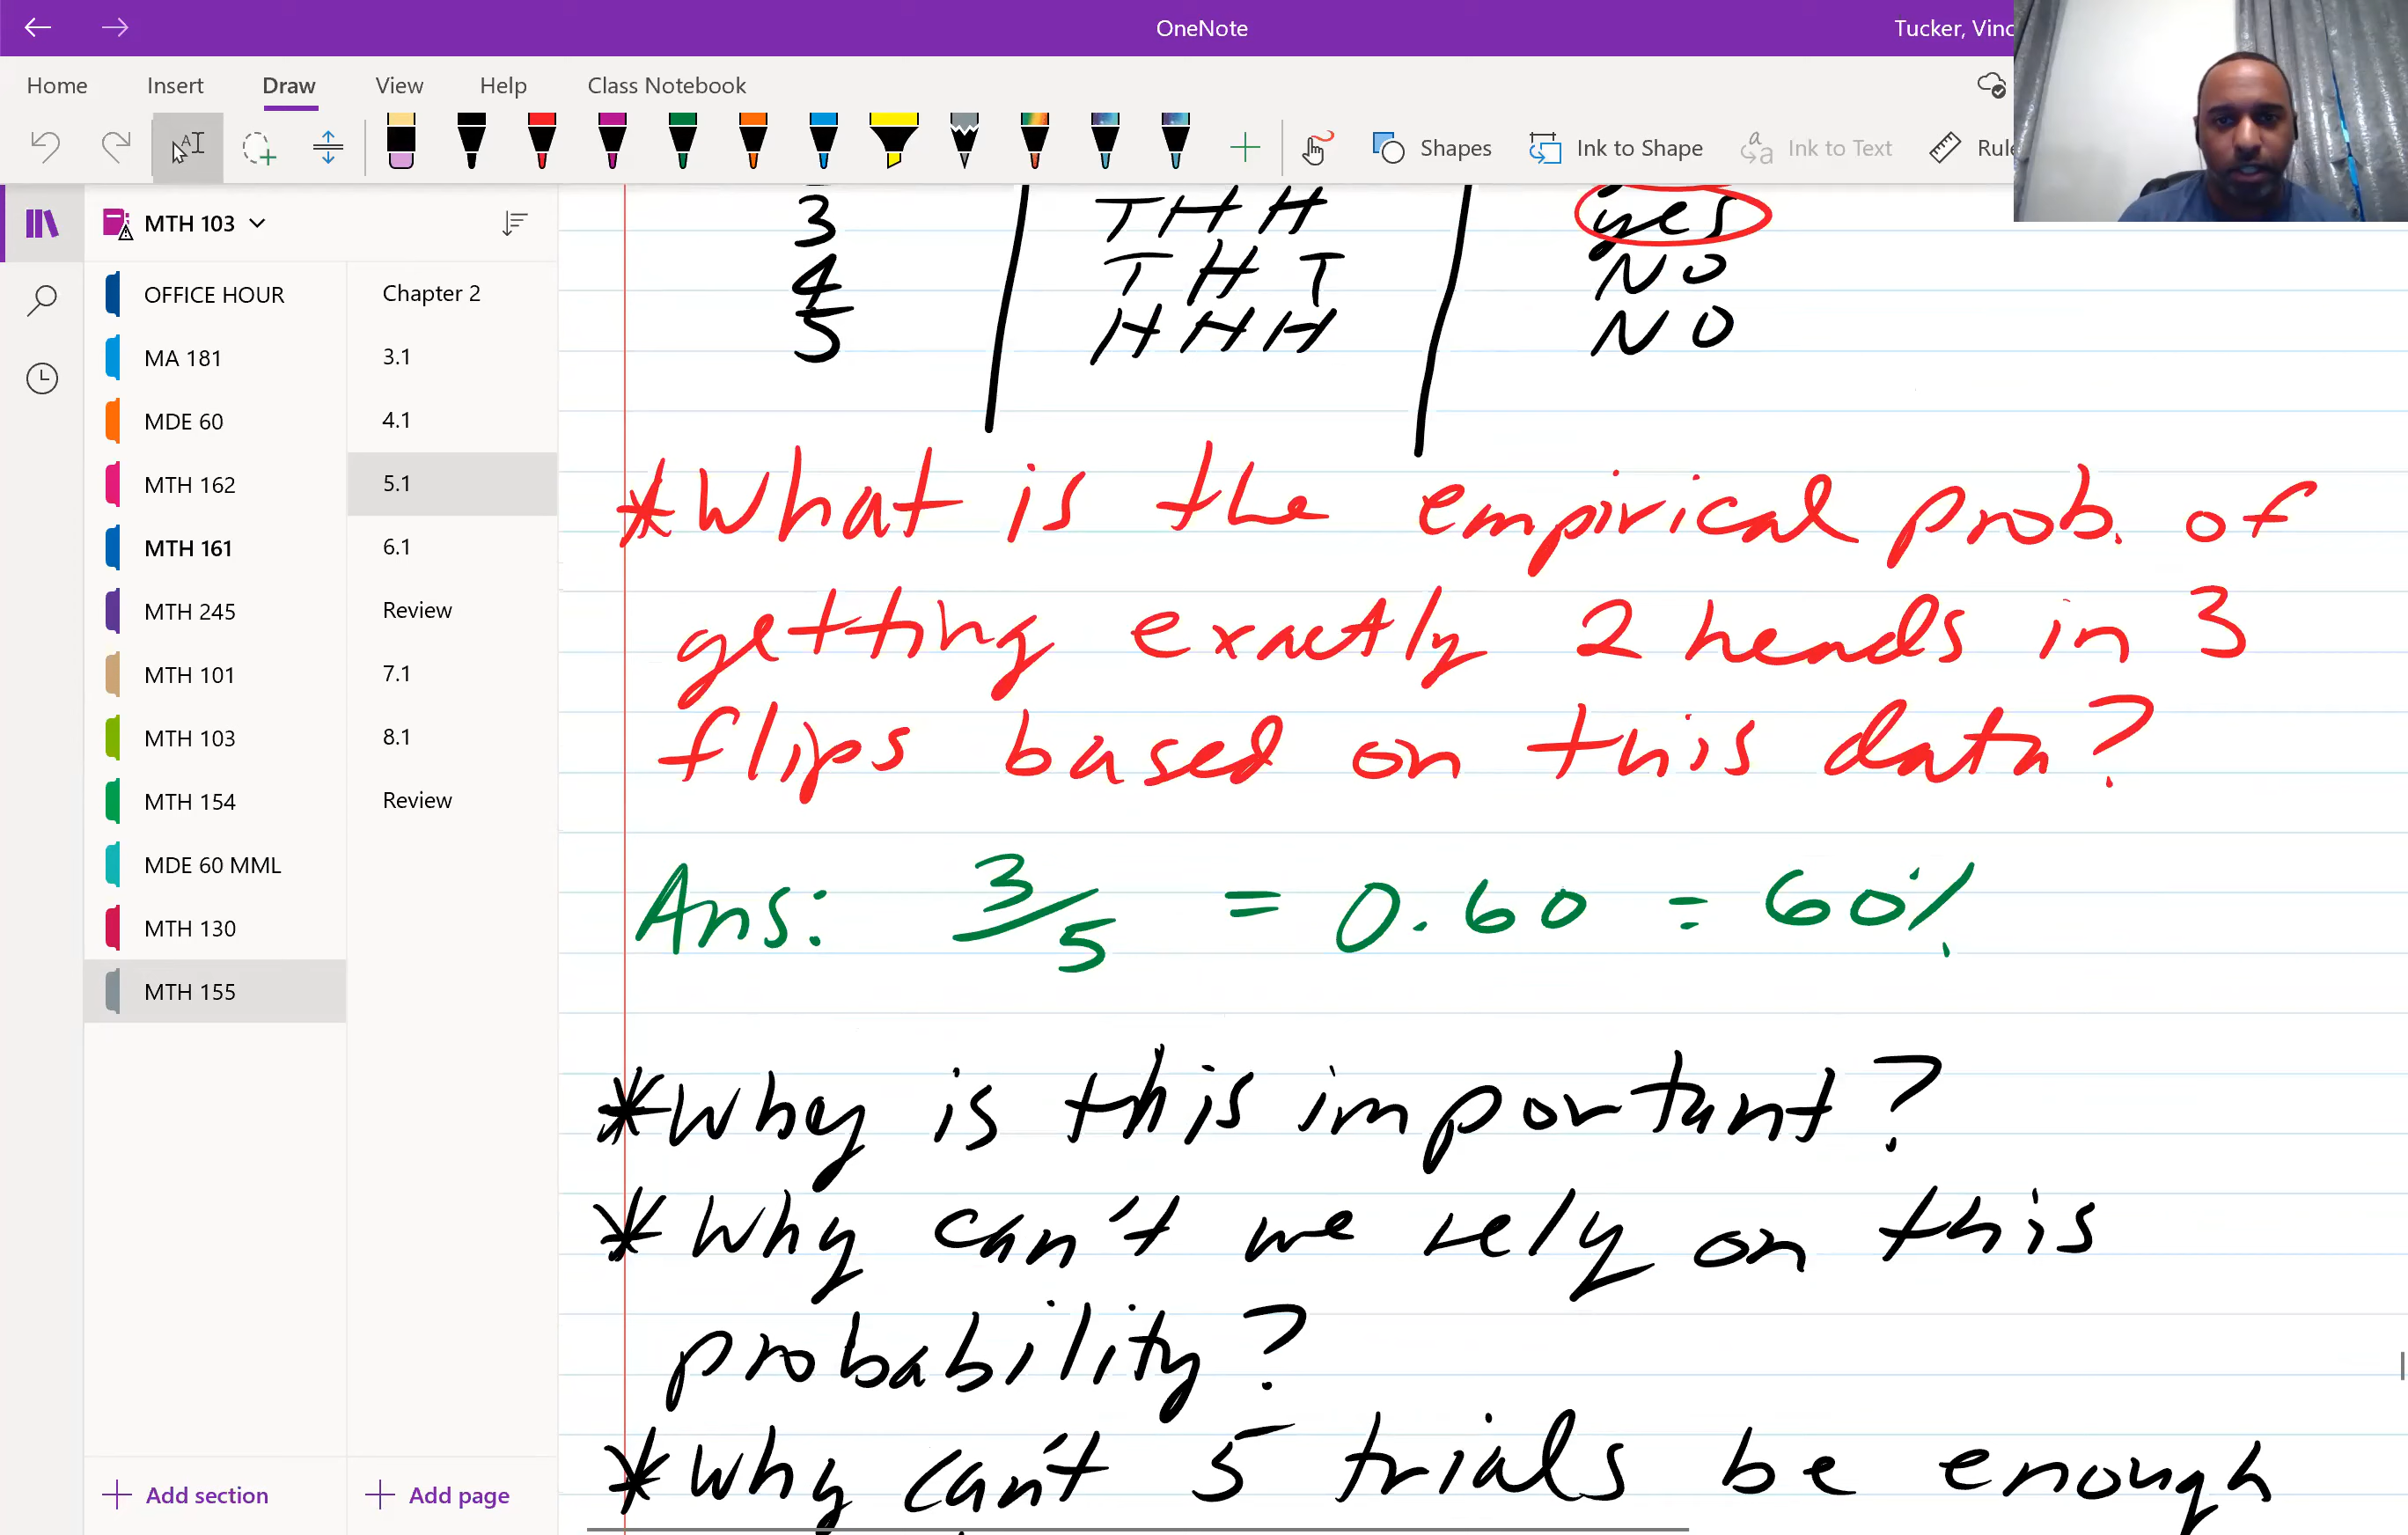 OneNote
Tucker, Vinc
Home Insert Draw View Help Class Notebook
Shapes Ink to Shape Ink to Text Rule
MTH 103
OFFICE HOUR
MA 181
MDE 60
MTH 162
MTH 161
MTH 245
MTH 101
MTH 103
MTH 154
MDE 60 MML
MTH 130
MTH 155
Add section
Chapter 2
3.1
4.1
5.1
6.1
Review
7.1
8.1
Review
Add page
3 THH yes
4 THT NO
5 HHH NO
*What is the empirical prob. of
getting exactly 2 heads in 3
flips based on this data?
Ans: 3/5 = 0.60 = 60%
*Why is this important?
*Why can't we rely on this
probability?
*Why can't 5 trials be enough